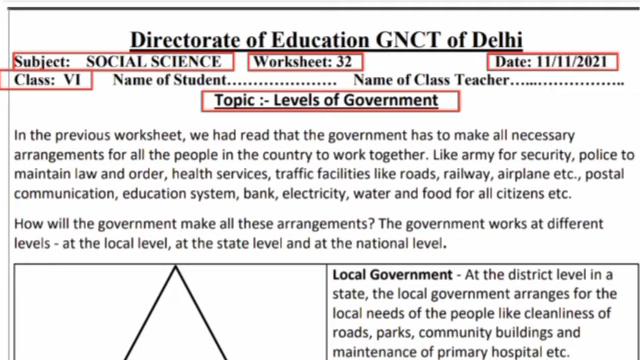 Directorate of Education GNCT of Delhi
Subject: SOCIAL SCIENCE Worksheet: 32 Date: 11/11/2021
Class: VI Name of Student………………… Name of Class Teacher…..…………….
Topic :- Levels of Government
In the previous worksheet, we had read that the government has to make all necessary
arrangements for all the people in the country to work together. Like army for security, police to
maintain law and order, health services, traffic facilities like roads, railway, airplane etc., postal
communication, education system, bank, electricity, water and food for all citizens etc.
How will the government make all these arrangements? The government works at different
levels - at the local level, at the state level and at the national level.
Local Government - At the district level in a
state, the local government arranges for the
local needs of the people like cleanliness of
roads, parks, community buildings and
maintenance of primary hospital etc.